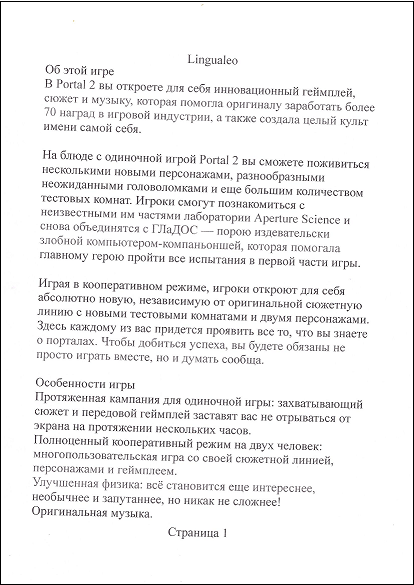 Lingualeo
Об этой игре
В Portal 2 вы откроете для себя инновационный геймплей,
сюжет и музыку, которая помогла оригиналу заработать более
70 наград в игровой индустрии, а также создала целый культ
имени самой себя.
На блюде с одиночной игрой Portal 2 вы сможете поживиться
несколькими новыми персонажами, разнообразными
неожиданными головоломками и еще большим количеством
тестовых комнат. Игроки смогут познакомиться с
неизвестными им частями лаборатории Aperture Science и
снова объединятся с ГЛаДОС — порою издевательски
злобной компьютером-компаньоншей, которая помогала
главному герою пройти все испытания в первой части игры.
Играя в кооперативном режиме, игроки откроют для себя
абсолютно новую, независимую от оригинальной сюжетную
линию с новыми тестовыми комнатами и двумя персонажами.
Здесь каждому из вас придется проявить все то, что вы знаете
о порталах. Чтобы добиться успеха, вы будете обязаны не
просто играть вместе, но и думать сообща.
Особенности игры
Протяженная кампания для одиночной игры: захватывающий
сюжет и передовой геймплей заставят вас не отрываться от
экрана на протяжении нескольких часов.
Полноценный кооперативный режим на двух человек:
многопользовательская игра со своей сюжетной линией,
персонажами и геймплеем.
Улучшенная физика: всё становится еще интереснее,
необычнее и запутаннее, но никак не сложнее!
Оригинальная музыка.
Страница 1